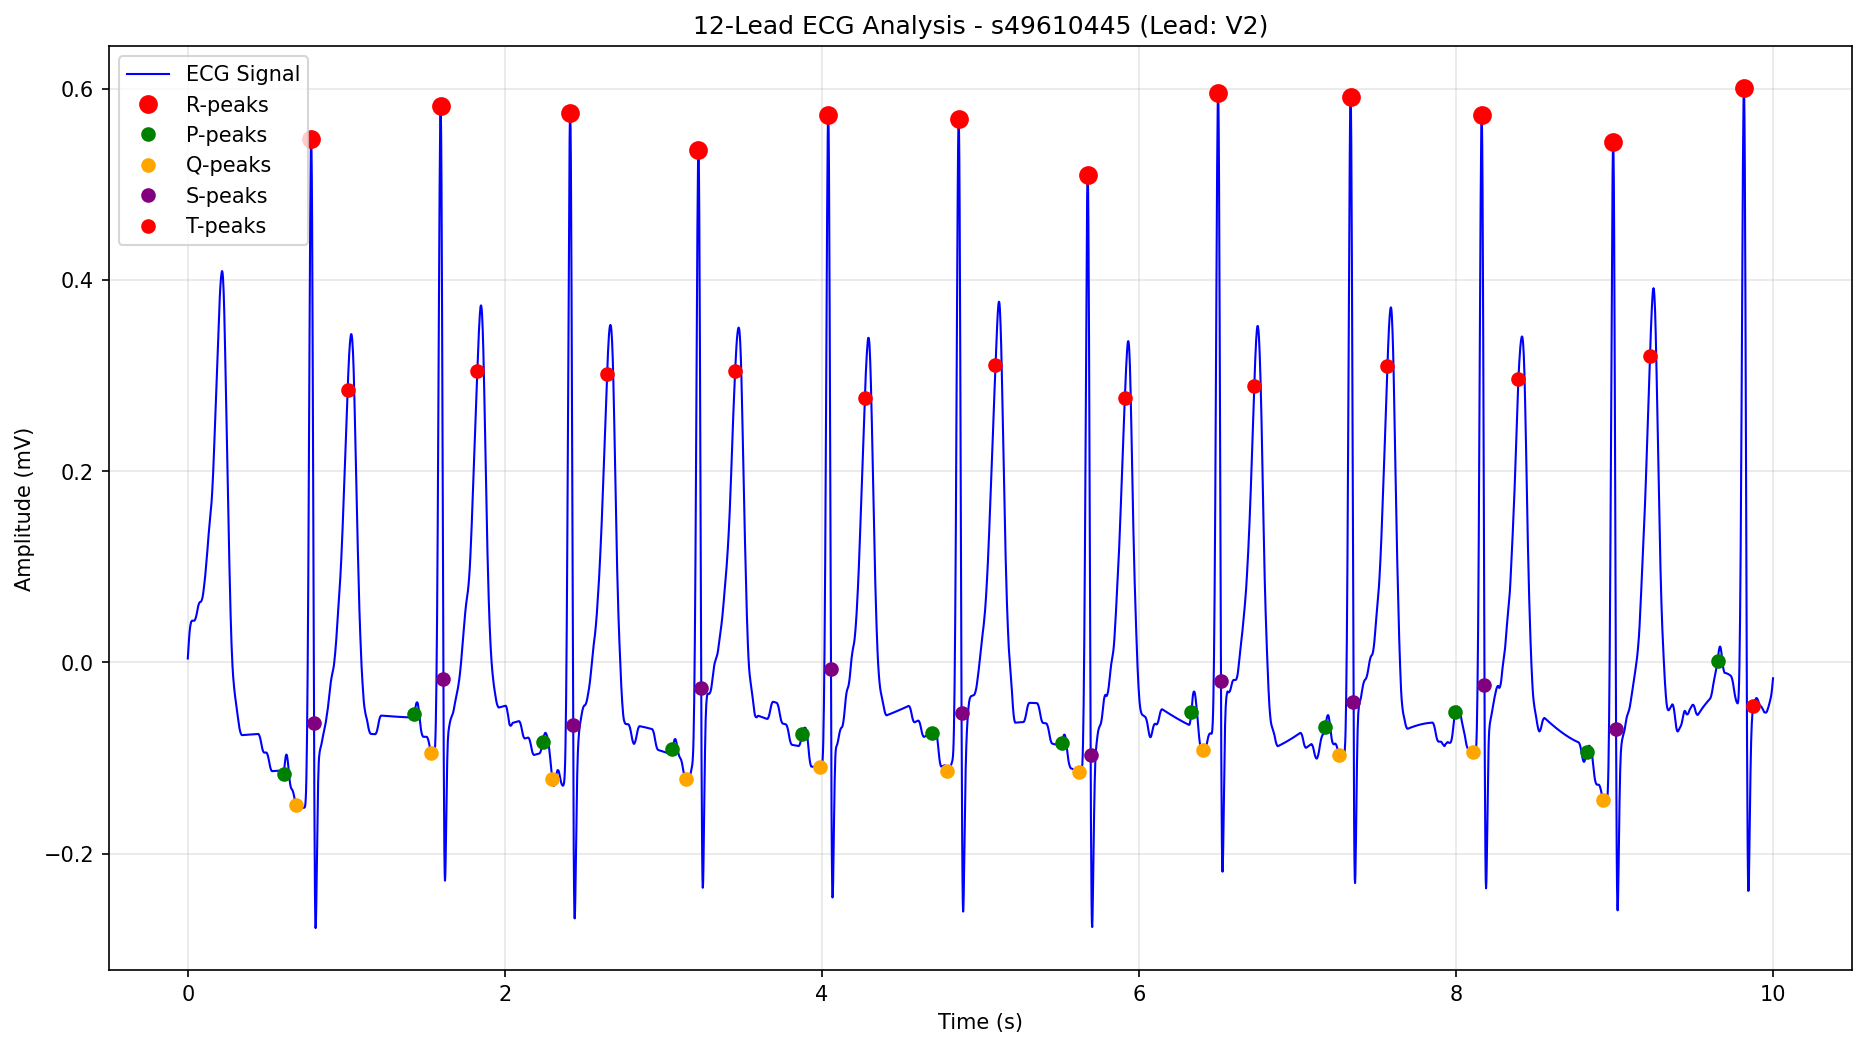 12-Lead ECG Analysis - s49610445 (Lead: V2)
ECG Signal
R-peaks
P-peaks
Q-peaks
S-peaks
T-peaks
0.6
0.4
0.2
0.0
−0.2
Amplitude (mV)
0 2 4 6 8 10
Time (s)